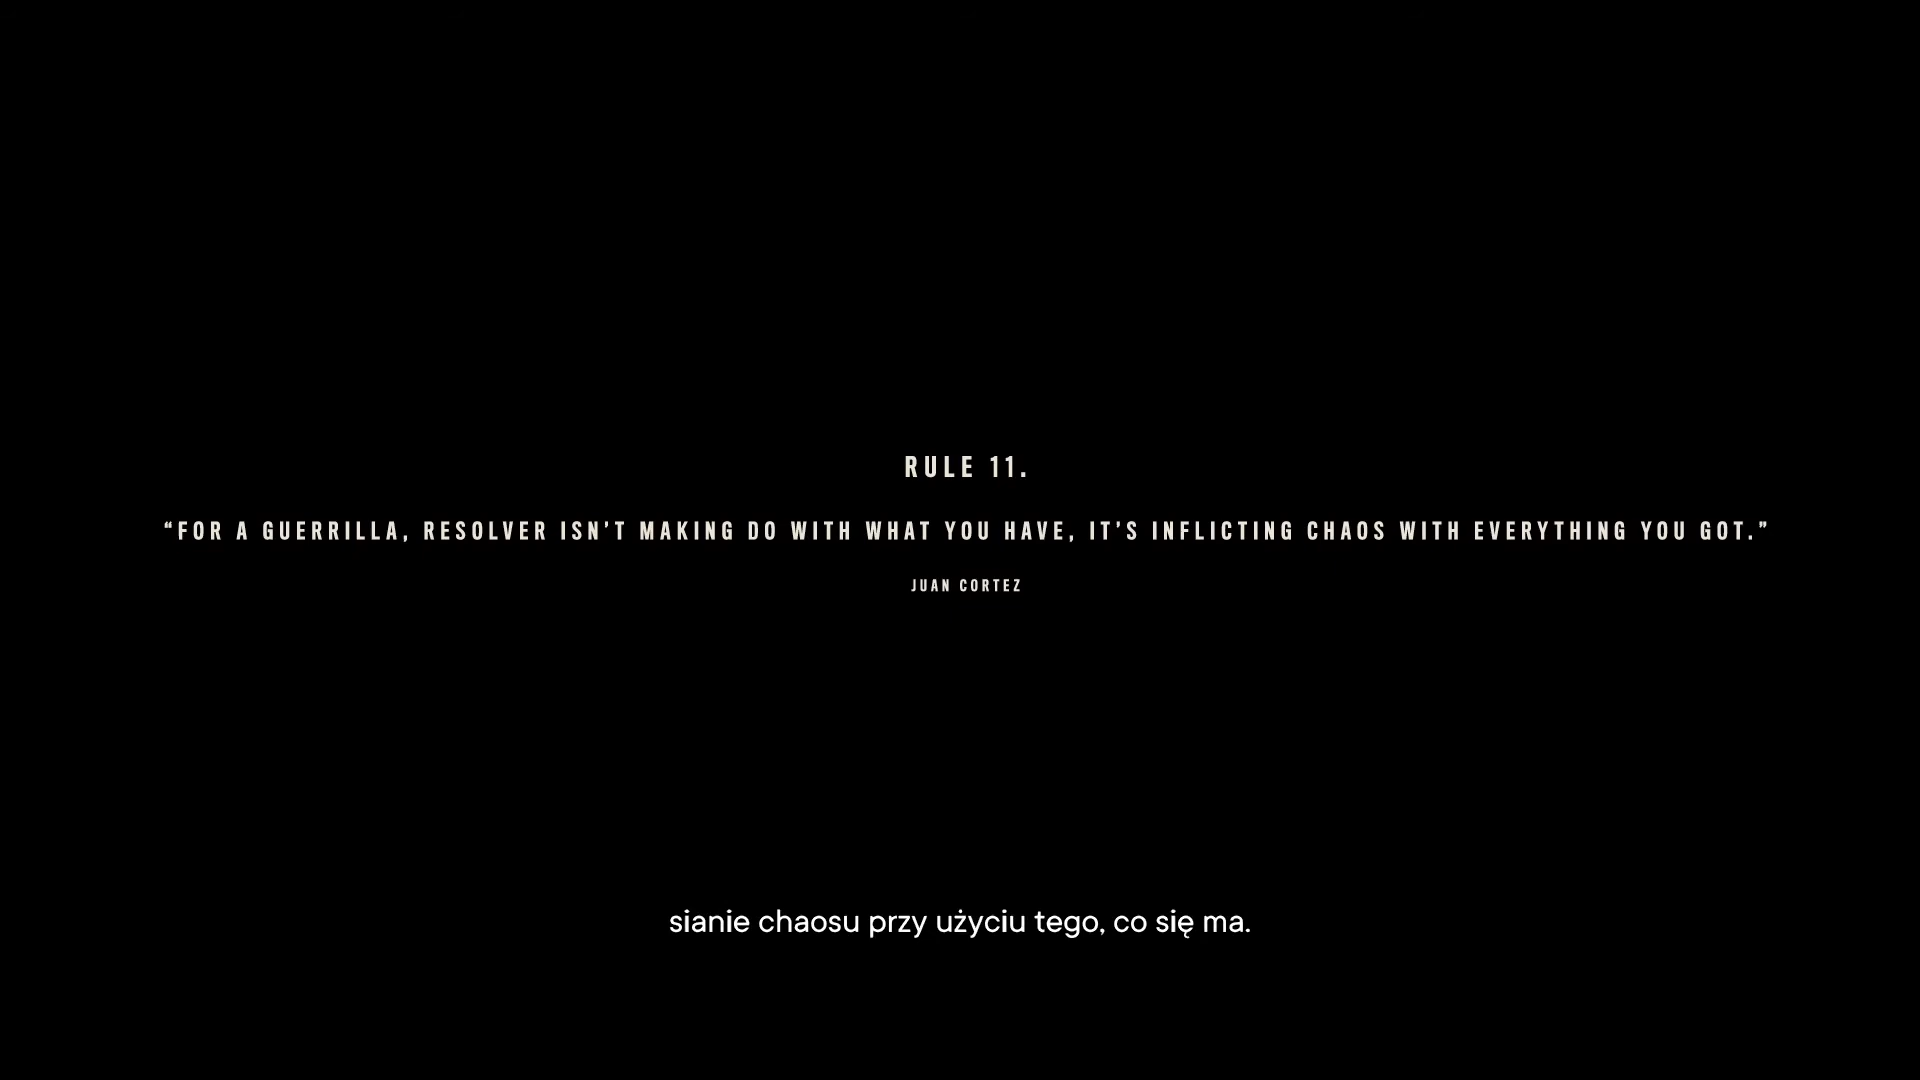 RULE 11.
“FOR A GUERRILLA, RESOLVER ISN’T MAKING DO WITH WHAT YOU HAVE, IT’S INFLICTING CHAOS WITH EVERYTHING YOU GOT.”
JUAN CORTEZ
sianie chaosu przy użyciu tego, co się ma.